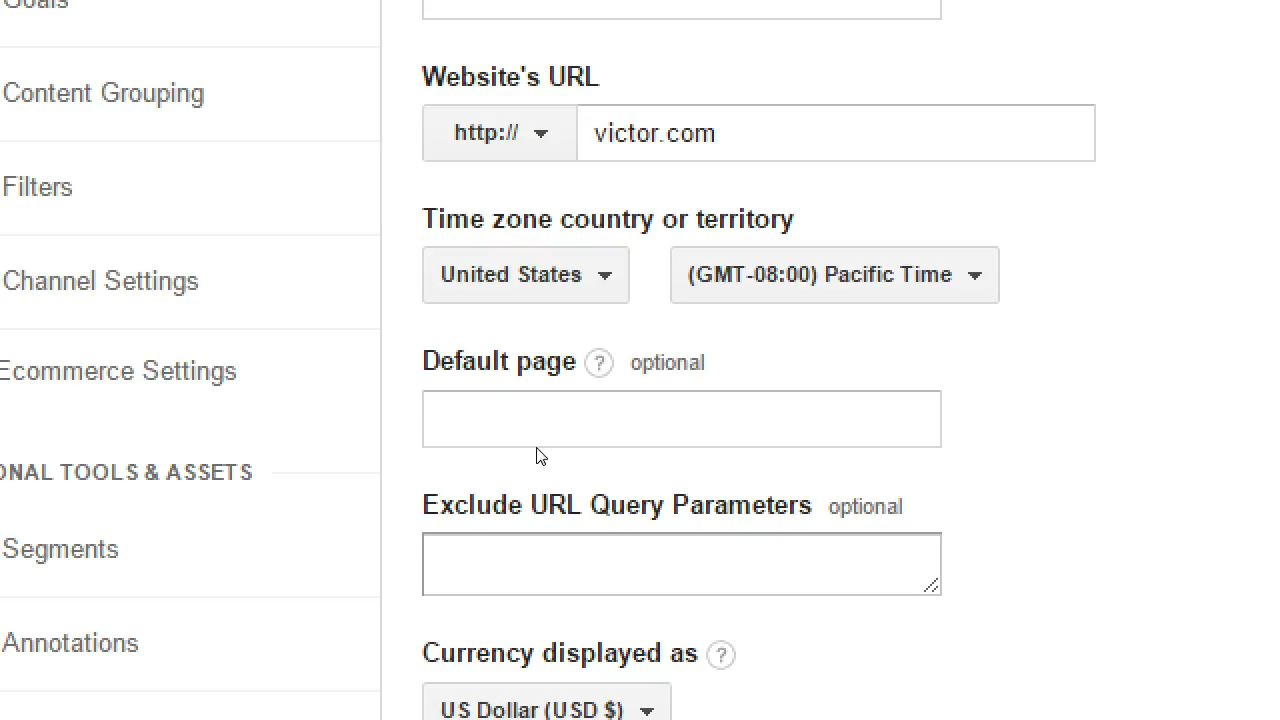 Goals
Content Grouping
Filters
Channel Settings
Ecommerce Settings
ONAL TOOLS & ASSETS
Segments
Annotations
Website's URL
http:// victor.com
Time zone country or territory
United States (GMT-08:00) Pacific Time
Default page ? optional
Exclude URL Query Parameters optional
Currency displayed as ?
US Dollar (USD $)